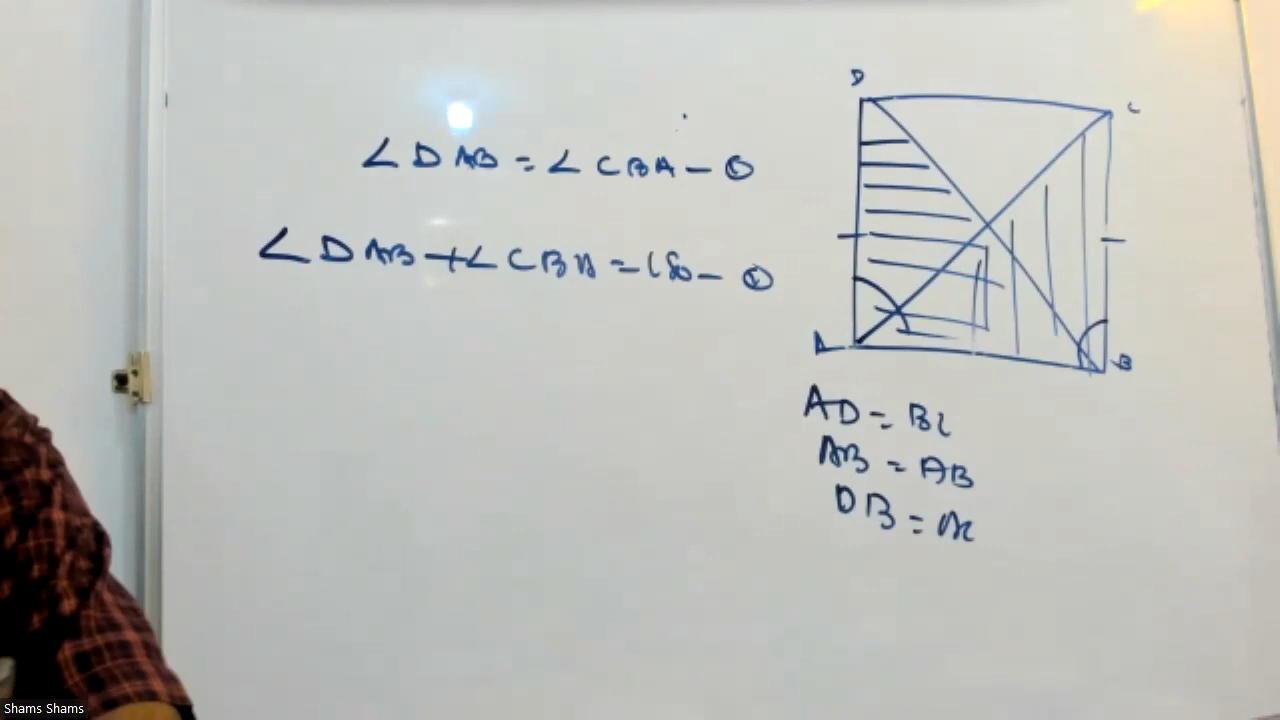 ∠DAB = ∠CBA - ①
∠DAB + ∠CBA = 180 - ②
D
C
A
B
AD = BC
AB = AB
DB = AC
Shams Shams